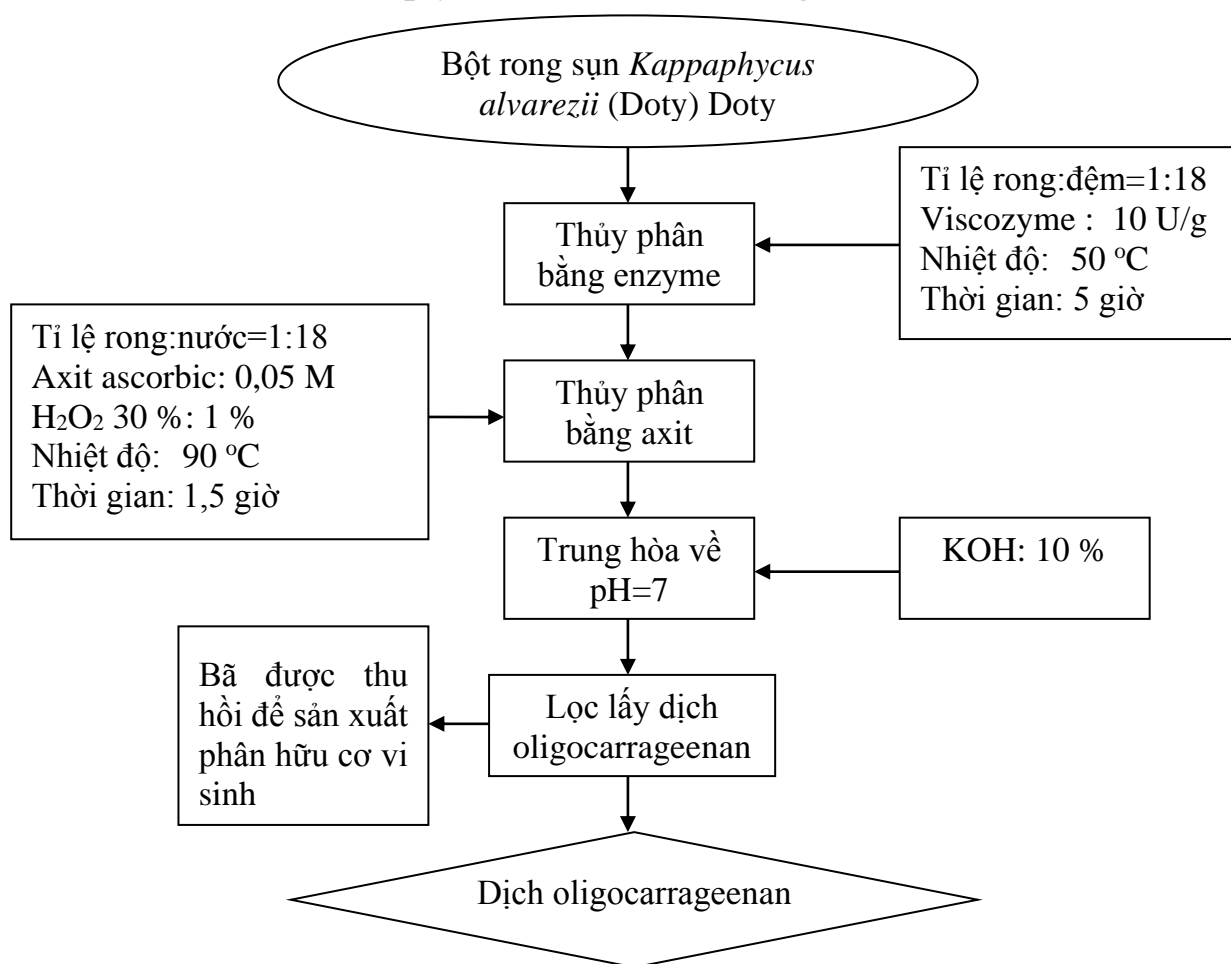 Bột rong sụn Kappaphycus
alvarezii (Doty) Doty
Tỉ lệ rong:đệm=1:18
Viscozyme : 10 U/g
Nhiệt độ: 50 ºC
Thời gian: 5 giờ
Thủy phân
bằng enzyme
Tỉ lệ rong:nước=1:18
Axit ascorbic: 0,05 M
H₂O₂ 30 %: 1 %
Nhiệt độ: 90 ºC
Thời gian: 1,5 giờ
Thủy phân
bằng axit
Trung hòa về
pH=7
KOH: 10 %
Bã được thu
hồi để sản xuất
phân hữu cơ vi
sinh
Lọc lấy dịch
oligocarrageenan
Dịch oligocarrageenan